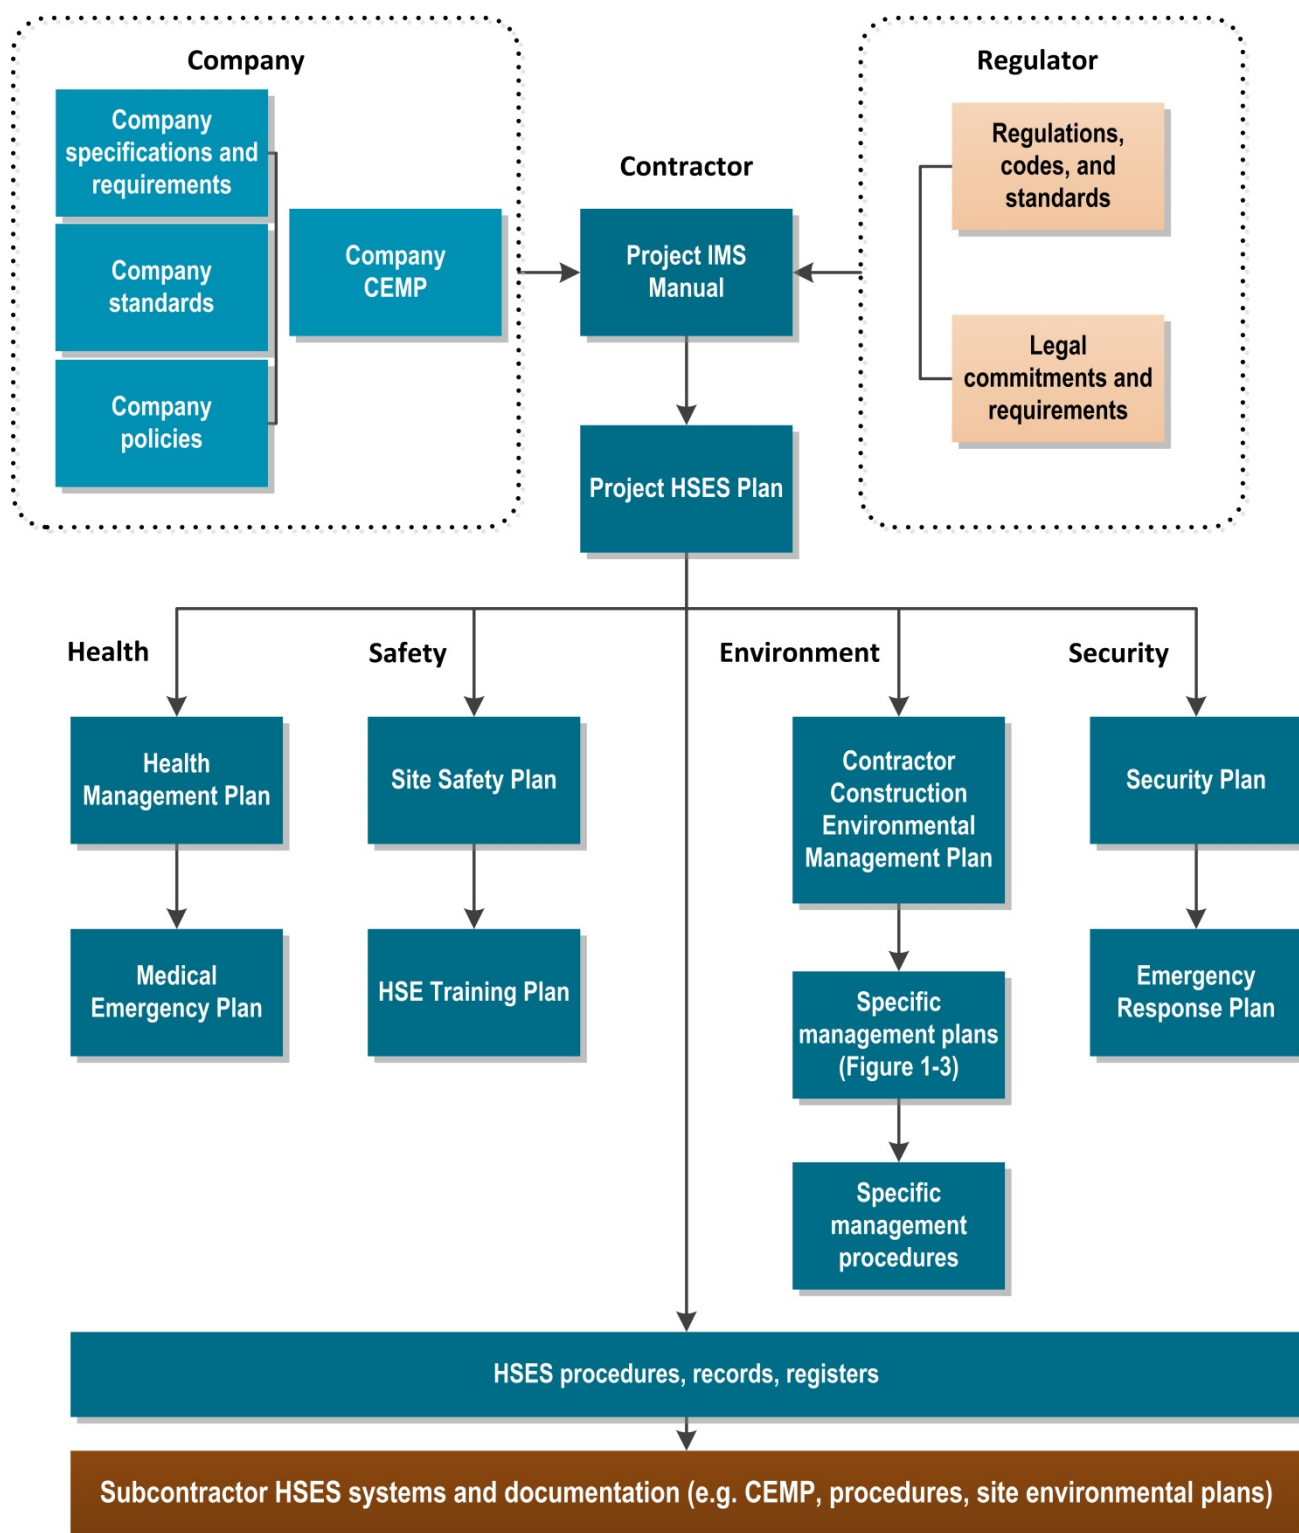 Company
Company
specifications and
requirements
Company
standards
Company
policies
Company
CEMP
Contractor
Project IMS
Manual
Project HSES Plan
Regulator
Regulations,
codes, and
standards
Legal
commitments and
requirements
Health
Health
Management Plan
Medical
Emergency Plan
Safety
Site Safety Plan
HSE Training Plan
Environment
Contractor
Construction
Environmental
Management Plan
Specific
management plans
(Figure 1-3)
Specific
management
procedures
Security
Security Plan
Emergency
Response Plan
HSES procedures, records, registers
Subcontractor HSES systems and documentation (e.g. CEMP, procedures, site environmental plans)